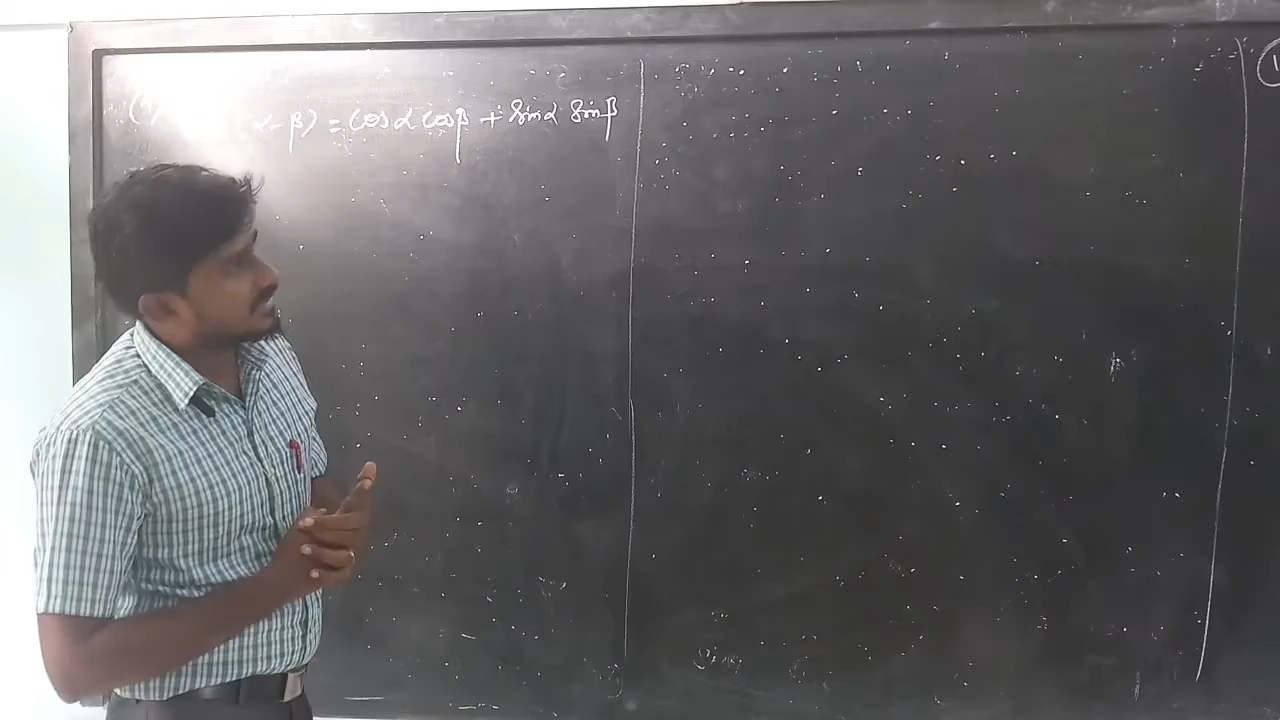 α-β) = cosα cosβ + sinα sinβ